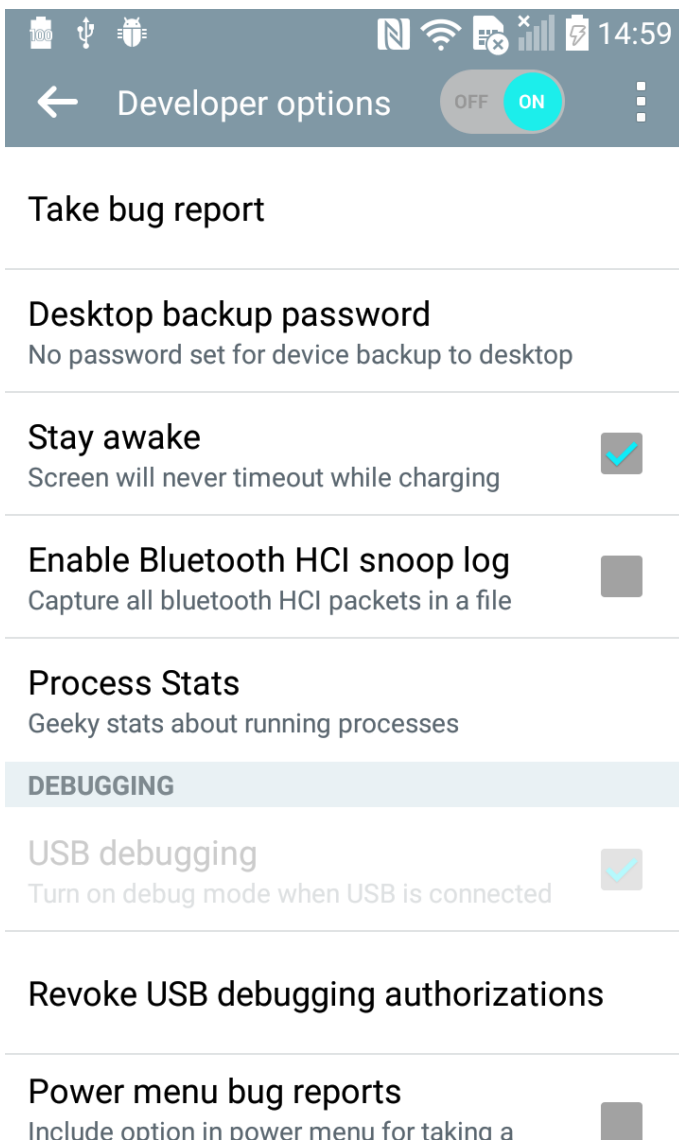 100
14:59
Developer options
OFF ON
Take bug report
Desktop backup password
No password set for device backup to desktop
Stay awake
Screen will never timeout while charging
Enable Bluetooth HCI snoop log
Capture all bluetooth HCI packets in a file
Process Stats
Geeky stats about running processes
DEBUGGING
USB debugging
Turn on debug mode when USB is connected
Revoke USB debugging authorizations
Power menu bug reports
Include option in power menu for taking a